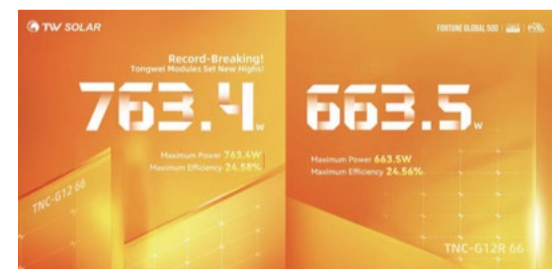 TW SOLAR
Record-Breaking!
Tongwei Modules Set New Highs!
763.4W
Maximum Power 763.4W
Maximum Efficiency 24.58%
TNC-G12 66
FORTUNE GLOBAL 500
663.5W
Maximum Power 663.5W
Maximum Efficiency 24.56%
TNC-G12R 66